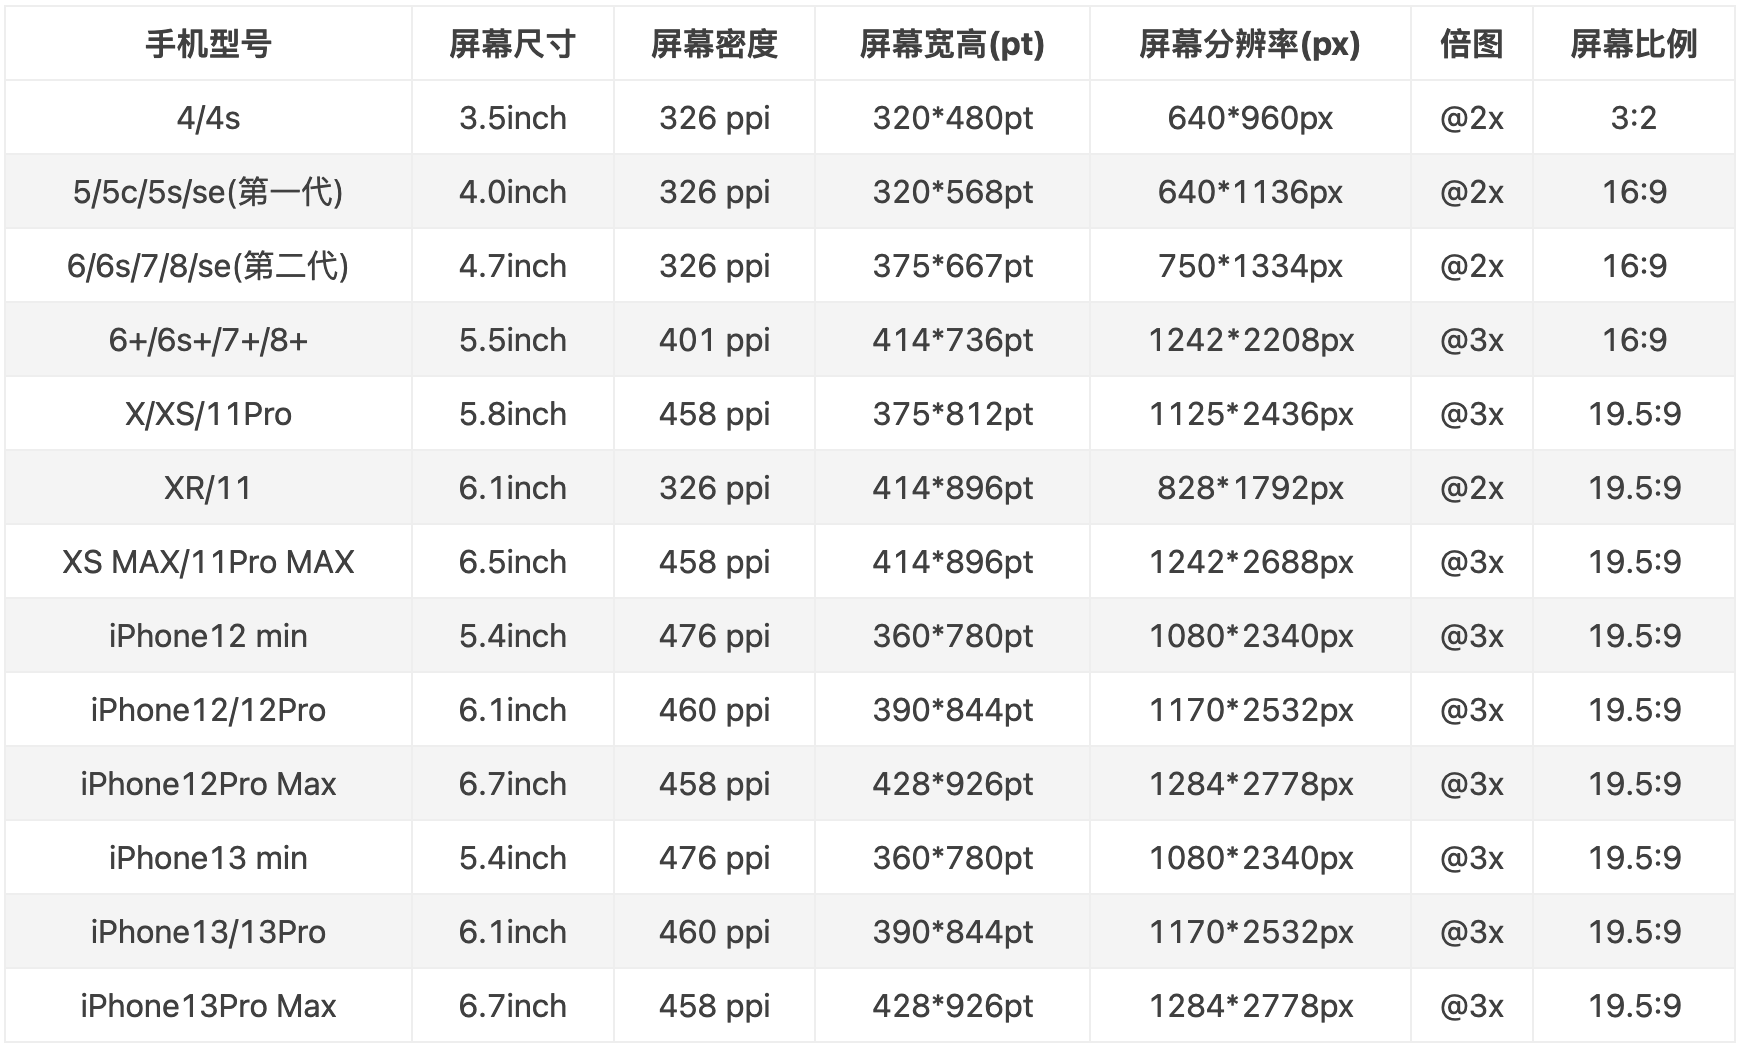 手机型号 屏幕尺寸 屏幕密度 屏幕宽高(pt) 屏幕分辨率(px) 倍图 屏幕比例
4/4s 3.5inch 326 ppi 320*480pt 640*960px @2x 3:2
5/5c/5s/se(第一代) 4.0inch 326 ppi 320*568pt 640*1136px @2x 16:9
6/6s/7/8/se(第二代) 4.7inch 326 ppi 375*667pt 750*1334px @2x 16:9
6+/6s+/7+/8+ 5.5inch 401 ppi 414*736pt 1242*2208px @3x 16:9
X/XS/11Pro 5.8inch 458 ppi 375*812pt 1125*2436px @3x 19.5:9
XR/11 6.1inch 326 ppi 414*896pt 828*1792px @2x 19.5:9
XS MAX/11Pro MAX 6.5inch 458 ppi 414*896pt 1242*2688px @3x 19.5:9
iPhone12 min 5.4inch 476 ppi 360*780pt 1080*2340px @3x 19.5:9
iPhone12/12Pro 6.1inch 460 ppi 390*844pt 1170*2532px @3x 19.5:9
iPhone12Pro Max 6.7inch 458 ppi 428*926pt 1284*2778px @3x 19.5:9
iPhone13 min 5.4inch 476 ppi 360*780pt 1080*2340px @3x 19.5:9
iPhone13/13Pro 6.1inch 460 ppi 390*844pt 1170*2532px @3x 19.5:9
iPhone13Pro Max 6.7inch 458 ppi 428*926pt 1284*2778px @3x 19.5:9